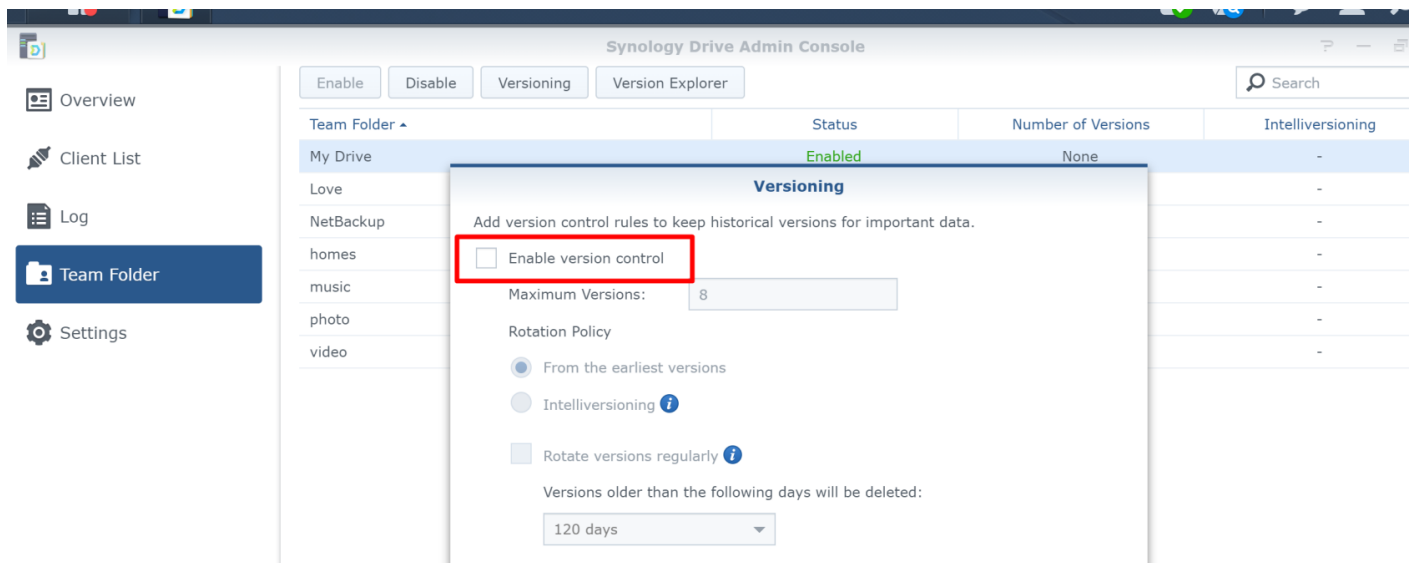 Synology Drive Admin Console
Overview
Client List
Log
Team Folder
Settings
Enable Disable Versioning Version Explorer Search
Team Folder Status Number of Versions Intelliversioning
My Drive Enabled None -
Love -
NetBackup -
homes -
music -
photo -
video -
Versioning
Add version control rules to keep historical versions for important data.
Enable version control
Maximum Versions: 8
Rotation Policy
From the earliest versions
Intelliversioning
Rotate versions regularly
Versions older than the following days will be deleted:
120 days